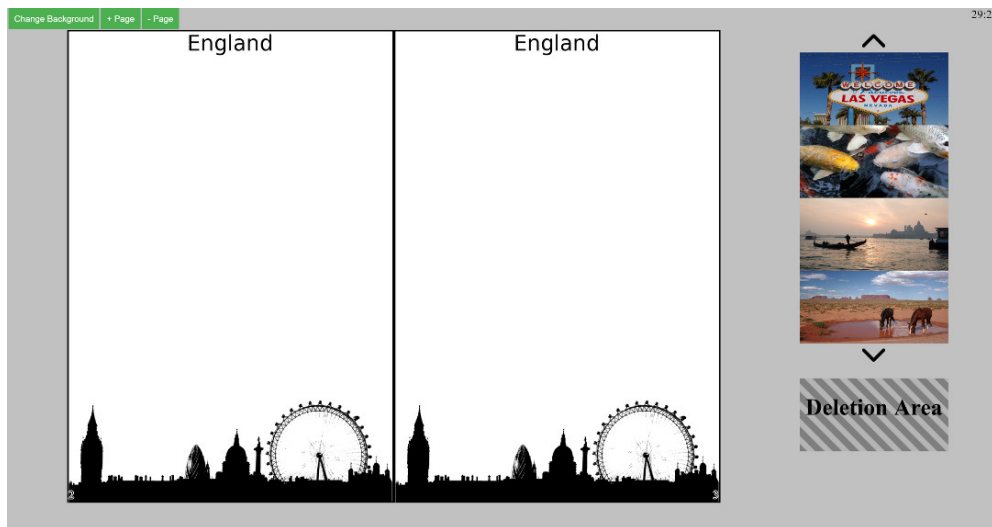 Change Background
+ Page
- Page
29:2
England
England
WELCOME
LAS VEGAS
NEVADA
2
3
Deletion Area